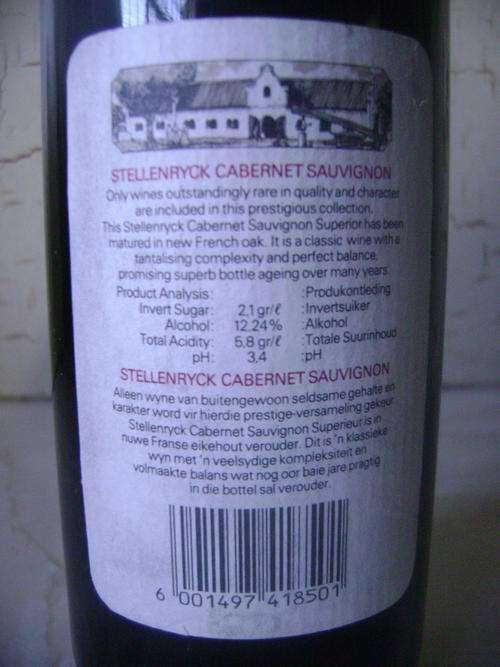 STELLENRYCK CABERNET SAUVIGNON
Only wines outstandingly rare in quality and character
are included in this prestigious collection.
This Stellenryck Cabernet Sauvignon Superior has been
matured in new French oak. It is a classic wine with a
tantalising complexity and perfect balance,
promising superb bottle ageing over many years.
Product Analysis: :Produkontleding
Invert Sugar: 2,1 gr/ℓ :Invertsuiker
Alcohol: 12.24% :Alkohol
Total Acidity: 5,8 gr/ℓ :Totale Suurinhoud
pH: 3,4 :pH
STELLENRYCK CABERNET SAUVIGNON
Alleen wyne van buitengewoon seldsame gehalte en
karakter word vir hierdie prestige-versameling gekeur.
Stellenryck Cabernet Sauvignon Superieur is in
nuwe Franse eikehout verouder. Dit is 'n klassieke
wyn met 'n veelsydige kompleksiteit en
volmaakte balans wat nog oor baie jare pragtig
in die bottel sal verouder.
6 001497 418501